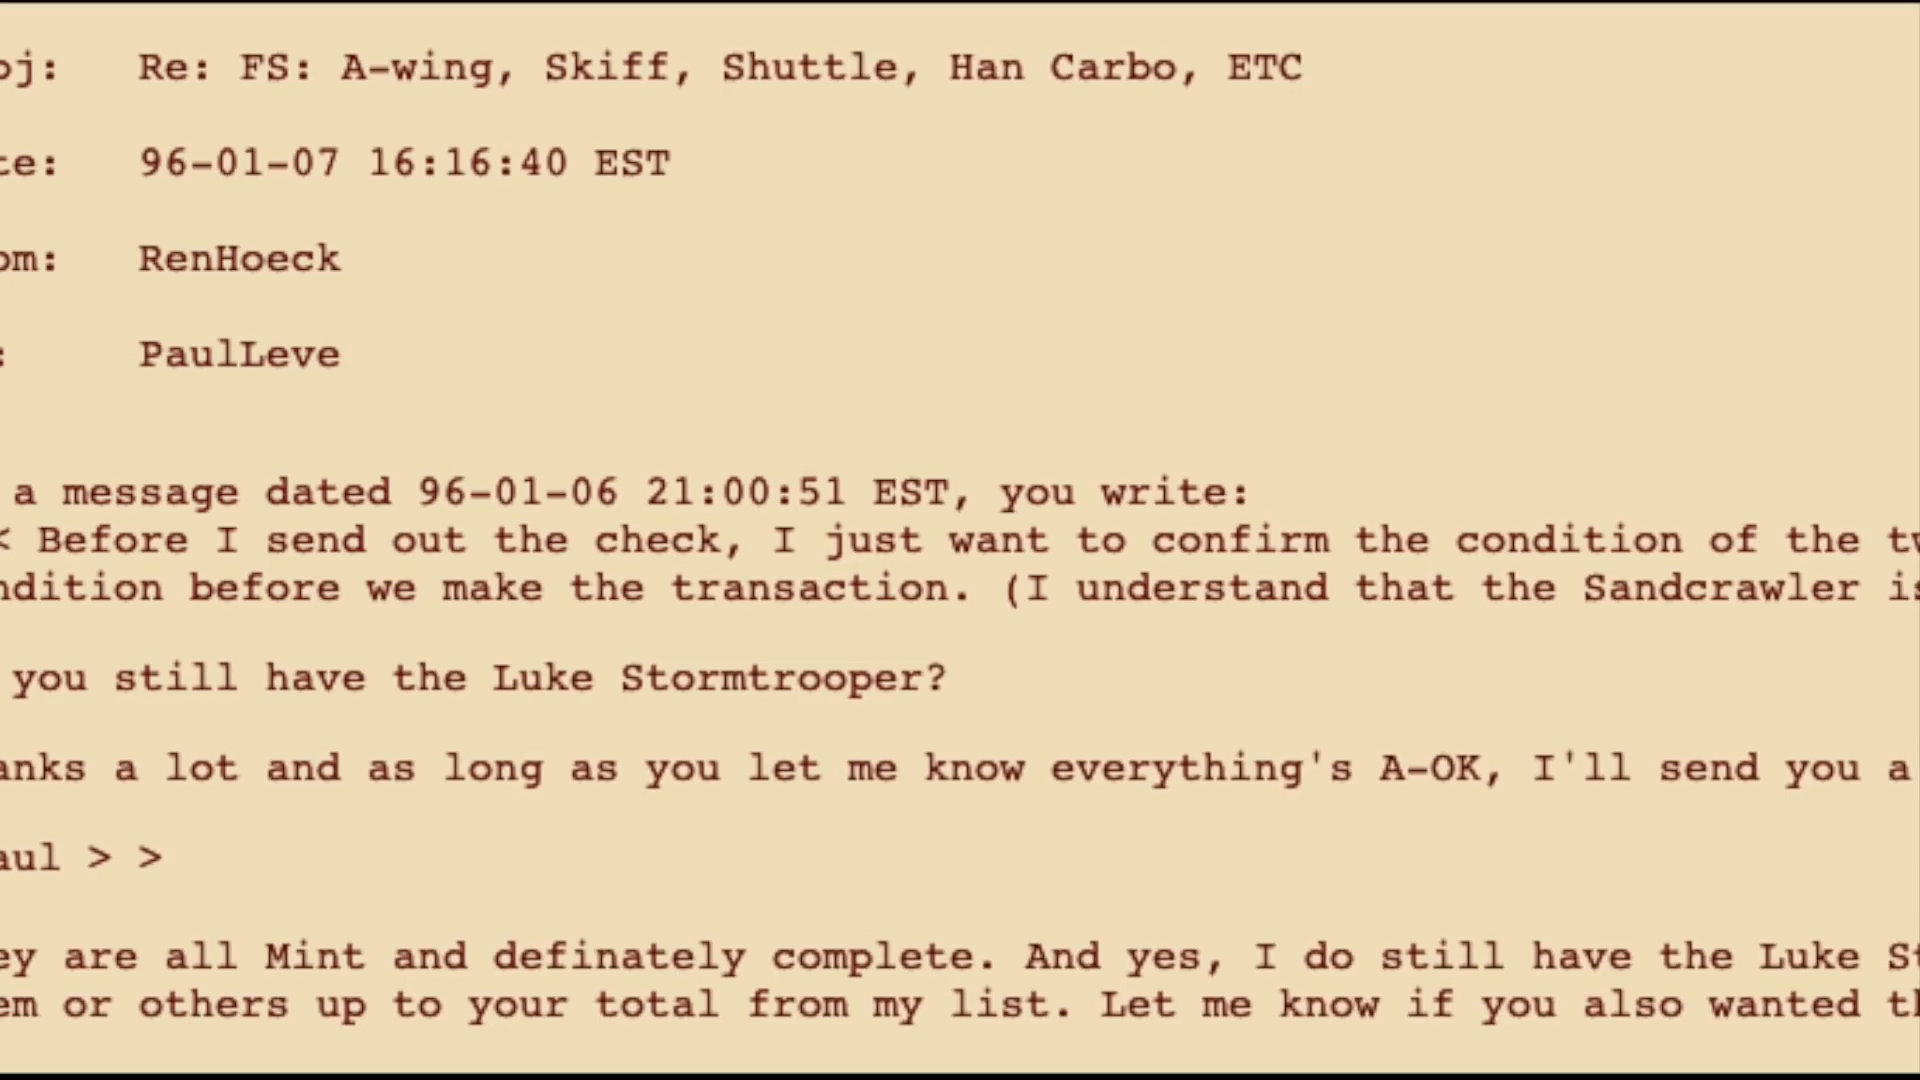 oj: Re: FS: A-wing, Skiff, Shuttle, Han Carbo, ETC
te: 96-01-07 16:16:40 EST
om: RenHoeck
: PaulLeve
a message dated 96-01-06 21:00:51 EST, you write:
< Before I send out the check, I just want to confirm the condition of the tw
ndition before we make the transaction. (I understand that the Sandcrawler is
you still have the Luke Stormtrooper?
anks a lot and as long as you let me know everything's A-OK, I'll send you a
aul > >
ey are all Mint and definately complete. And yes, I do still have the Luke St
em or others up to your total from my list. Let me know if you also wanted th